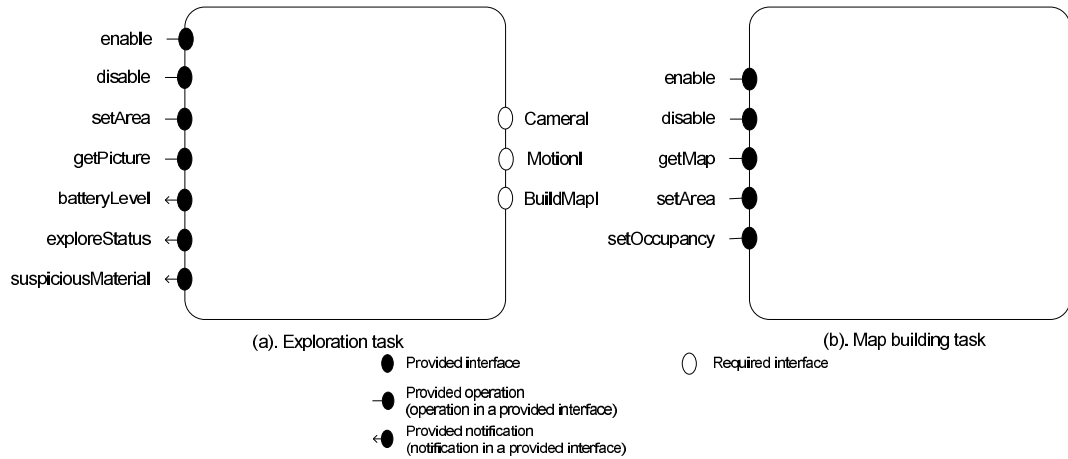 enable
disable
setArea
getPicture
batteryLevel
exploreStatus
suspiciousMaterial
CameraI
MotionI
BuildMapI
(a). Exploration task
enable
disable
getMap
setArea
setOccupancy
(b). Map building task
Provided interface
Provided operation
(operation in a provided interface)
Provided notification
(notification in a provided interface)
Required interface